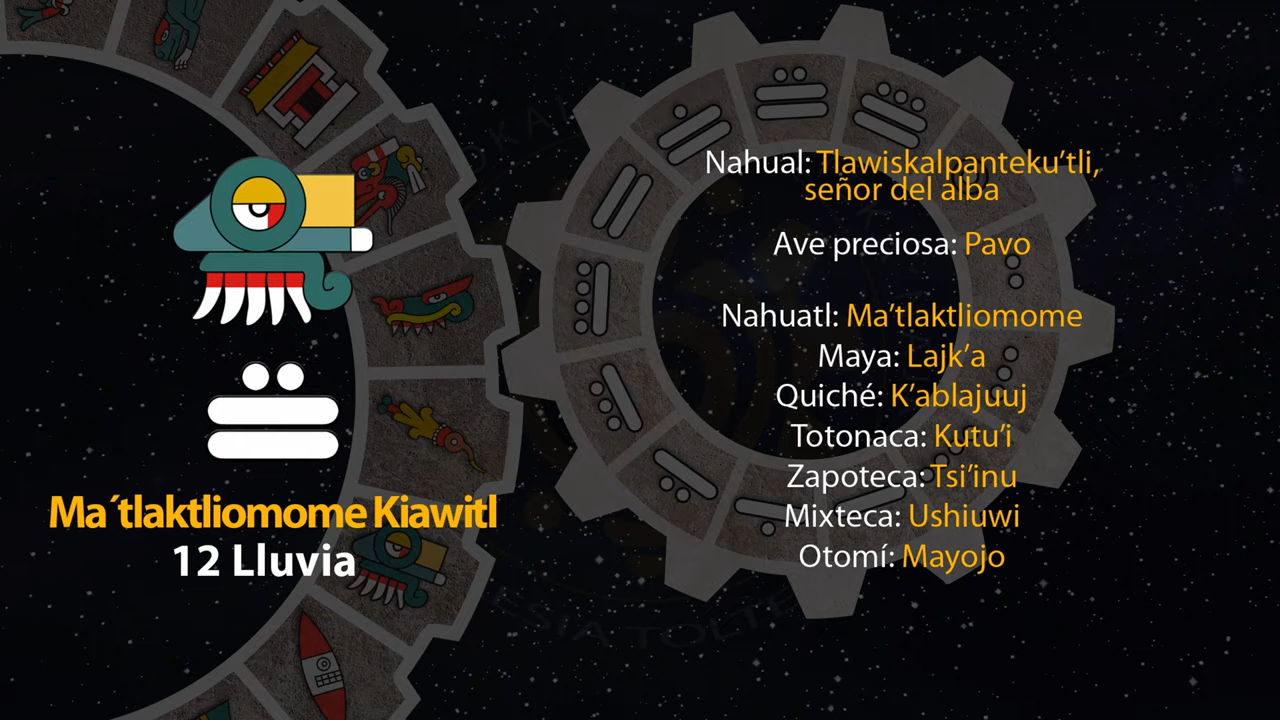 Ma´tlaktliomome Kiawitl
12 Lluvia
Nahual: Tlawiskalpanteku’tli,
señor del alba
Ave preciosa: Pavo
Nahuatl: Ma’tlaktliomome
Maya: Lajk’a
Quiché: K’ablajuuj
Totonaca: Kutu’i
Zapoteca: Tsi’inu
Mixteca: Ushiuwi
Otomí: Mayojo